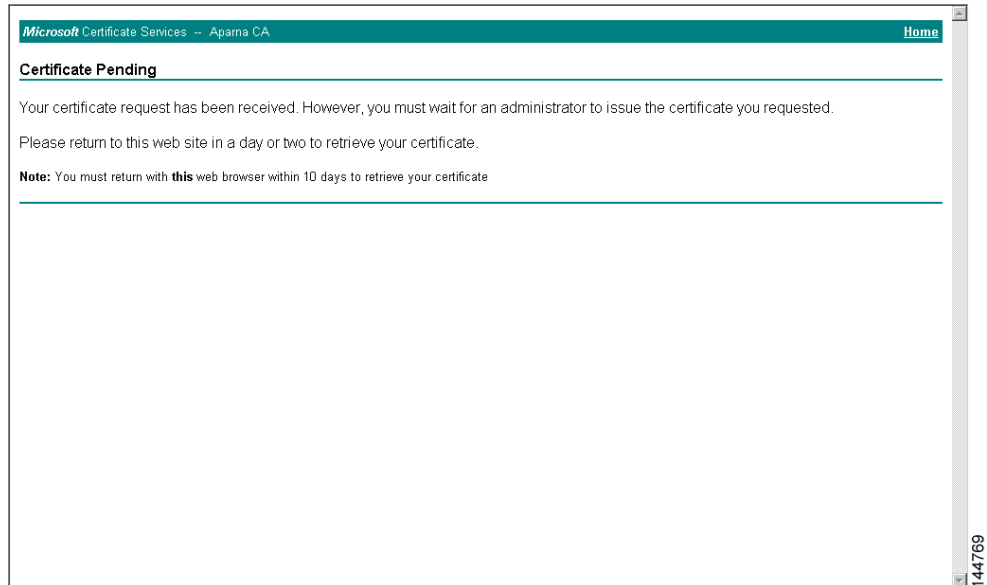 Microsoft Certificate Services -- Aparna CA Home
Certificate Pending
Your certificate request has been received. However, you must wait for an administrator to issue the certificate you requested.
Please return to this web site in a day or two to retrieve your certificate.
Note: You must return with this web browser within 10 days to retrieve your certificate
144769